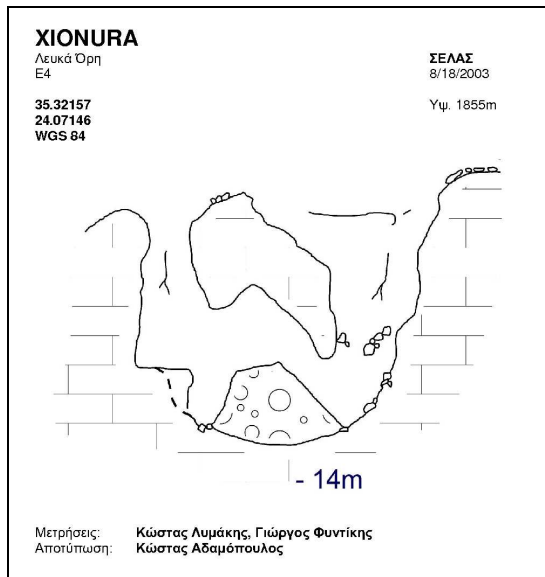 XIONURA
Λευκά Όρη
E4
ΣΕΛΑΣ
8/18/2003
35.32157
24.07146
WGS 84
Υψ. 1855m
- 14m
Μετρήσεις: Κώστας Λυμάκης, Γιώργος Φυντίκης
Αποτύπωση: Κώστας Αδαμόπουλος